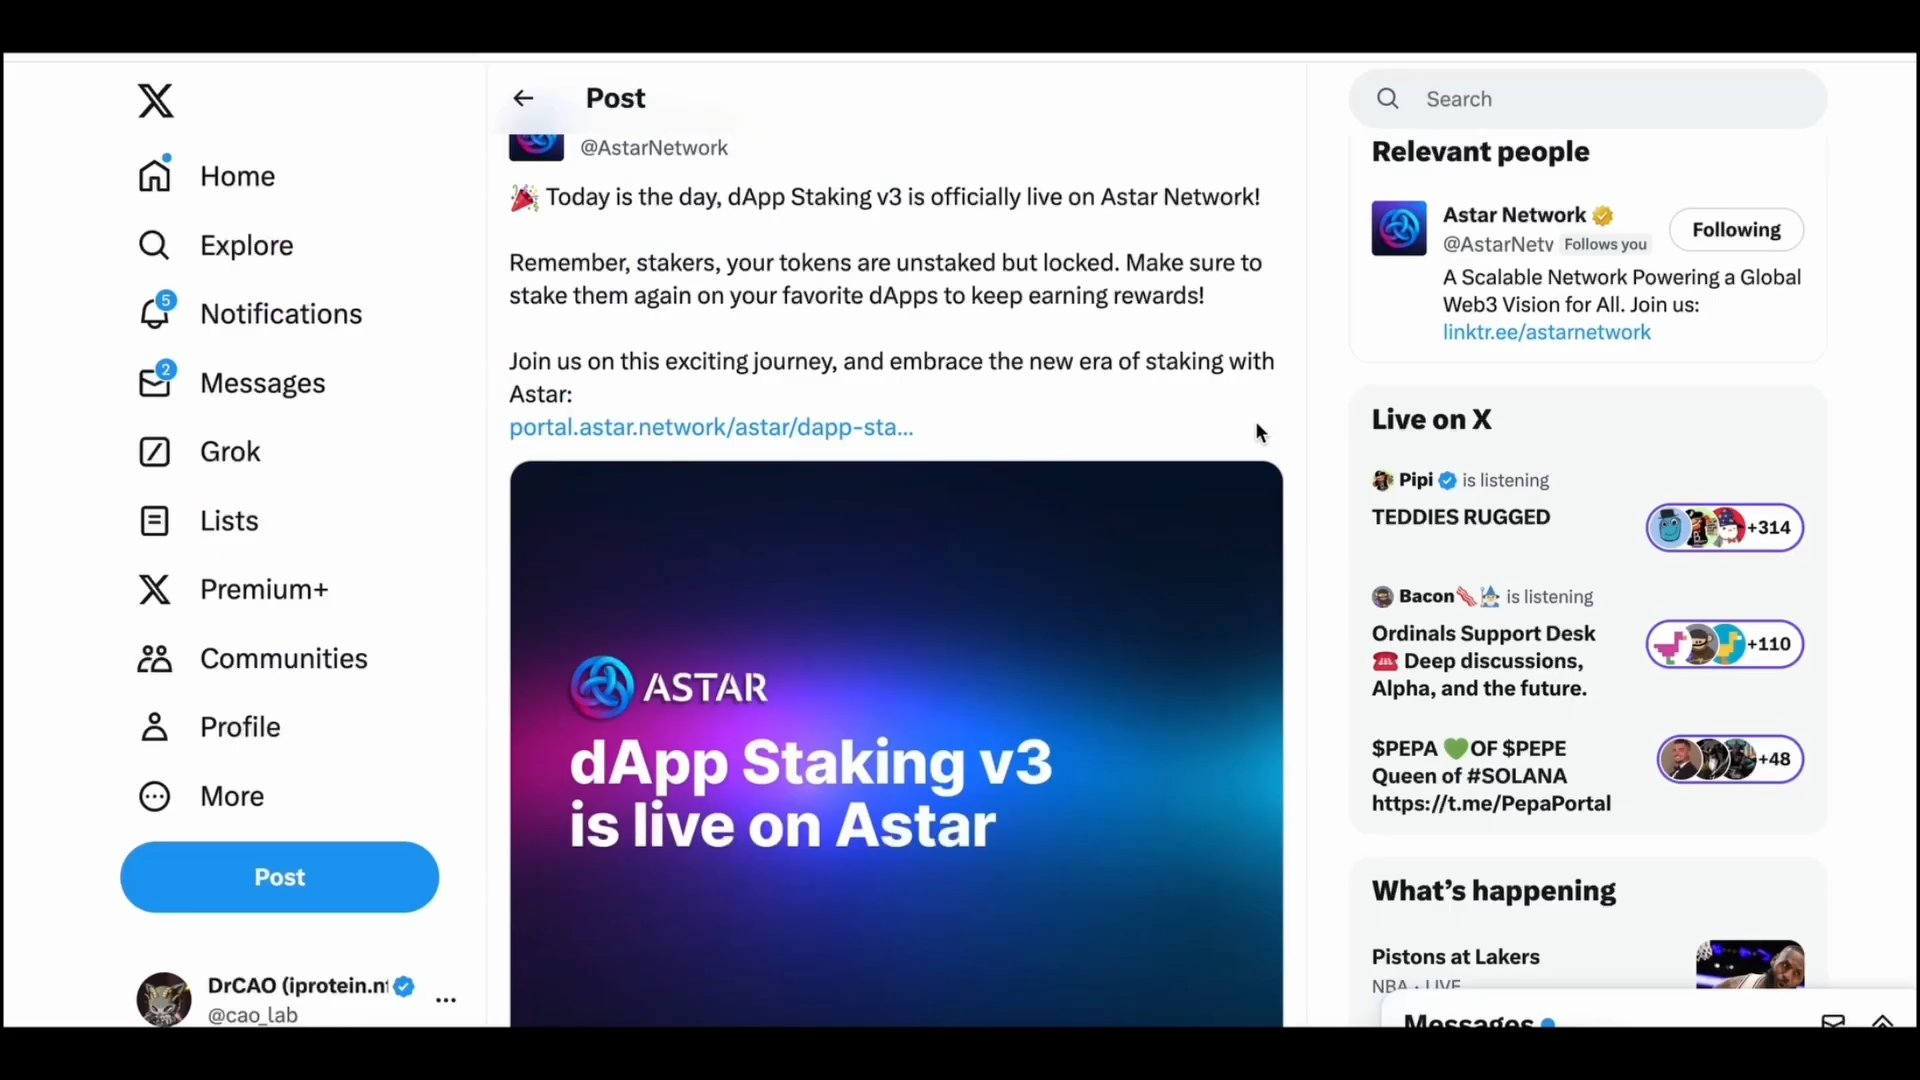 Home
Explore
5
Notifications
2
Messages
Grok
Lists
Premium+
Communities
Profile
More
Post
DrCAO (iprotein.n
@cao_lab
Post
@AstarNetwork
Today is the day, dApp Staking v3 is officially live on Astar Network!
Remember, stakers, your tokens are unstaked but locked. Make sure to
stake them again on your favorite dApps to keep earning rewards!
Join us on this exciting journey, and embrace the new era of staking with
Astar:
portal.astar.network/astar/dapp-sta...
ASTAR
dApp Staking v3
is live on Astar
Search
Relevant people
Astar Network
Following
@AstarNetv Follows you
A Scalable Network Powering a Global
Web3 Vision for All. Join us:
linktr.ee/astarnetwork
Live on X
Pipi is listening
TEDDIES RUGGED
+314
Bacon is listening
Ordinals Support Desk
Deep discussions,
Alpha, and the future.
+110
$PEPA 💚OF $PEPE
Queen of #SOLANA
https://t.me/PepaPortal
+48
What's happening
Pistons at Lakers
NBA · LIVE
Messages